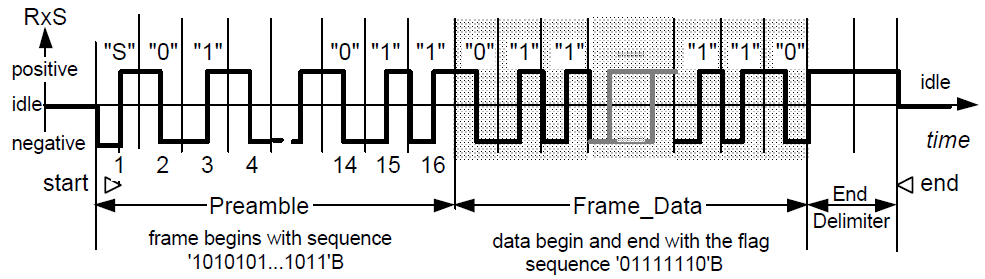 RxS
"S" "0" "1" "0" "1" "1" "0" "1" "1" "1" "1" "0"
positive
idle
idle
negative
time
1 2 3 4 14 15 16
start
end
Preamble
Frame_Data
End
Delimiter
frame begins with sequence
'1010101...1011'B
data begin and end with the flag
sequence '01111110'B